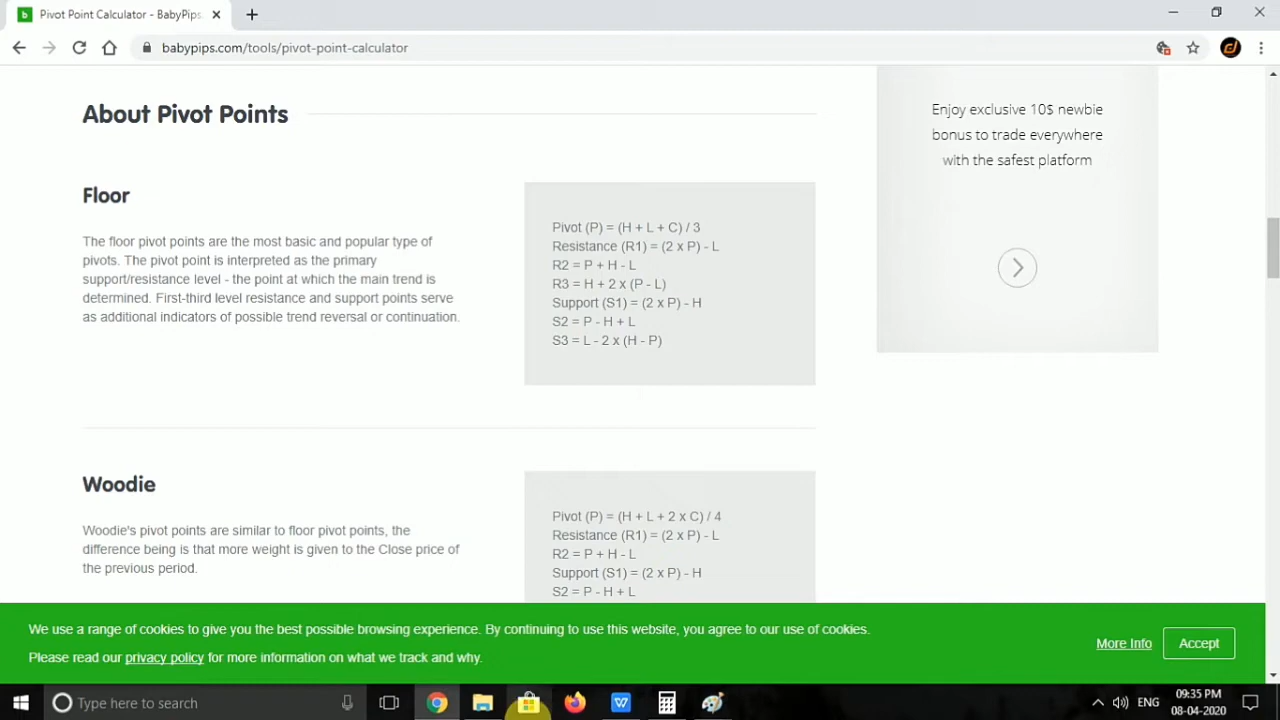 Pivot Point Calculator - BabyPips.
babypips.com/tools/pivot-point-calculator
About Pivot Points
Floor
The floor pivot points are the most basic and popular type of
pivots. The pivot point is interpreted as the primary
support/resistance level - the point at which the main trend is
determined. First-third level resistance and support points serve
as additional indicators of possible trend reversal or continuation.
Pivot (P) = (H + L + C) / 3
Resistance (R1) = (2 x P) - L
R2 = P + H - L
R3 = H + 2 x (P - L)
Support (S1) = (2 x P) - H
S2 = P - H + L
S3 = L - 2 x (H - P)
Enjoy exclusive 10$ newbie
bonus to trade everywhere
with the safest platform
Woodie
Woodie's pivot points are similar to floor pivot points, the
difference being is that more weight is given to the Close price of
the previous period.
Pivot (P) = (H + L + 2 x C) / 4
Resistance (R1) = (2 x P) - L
R2 = P + H - L
Support (S1) = (2 x P) - H
S2 = P - H + L
We use a range of cookies to give you the best possible browsing experience. By continuing to use this website, you agree to our use of cookies.
Please read our privacy policy for more information on what we track and why.
More Info
Accept
Type here to search
ENG
09:35 PM
08-04-2020